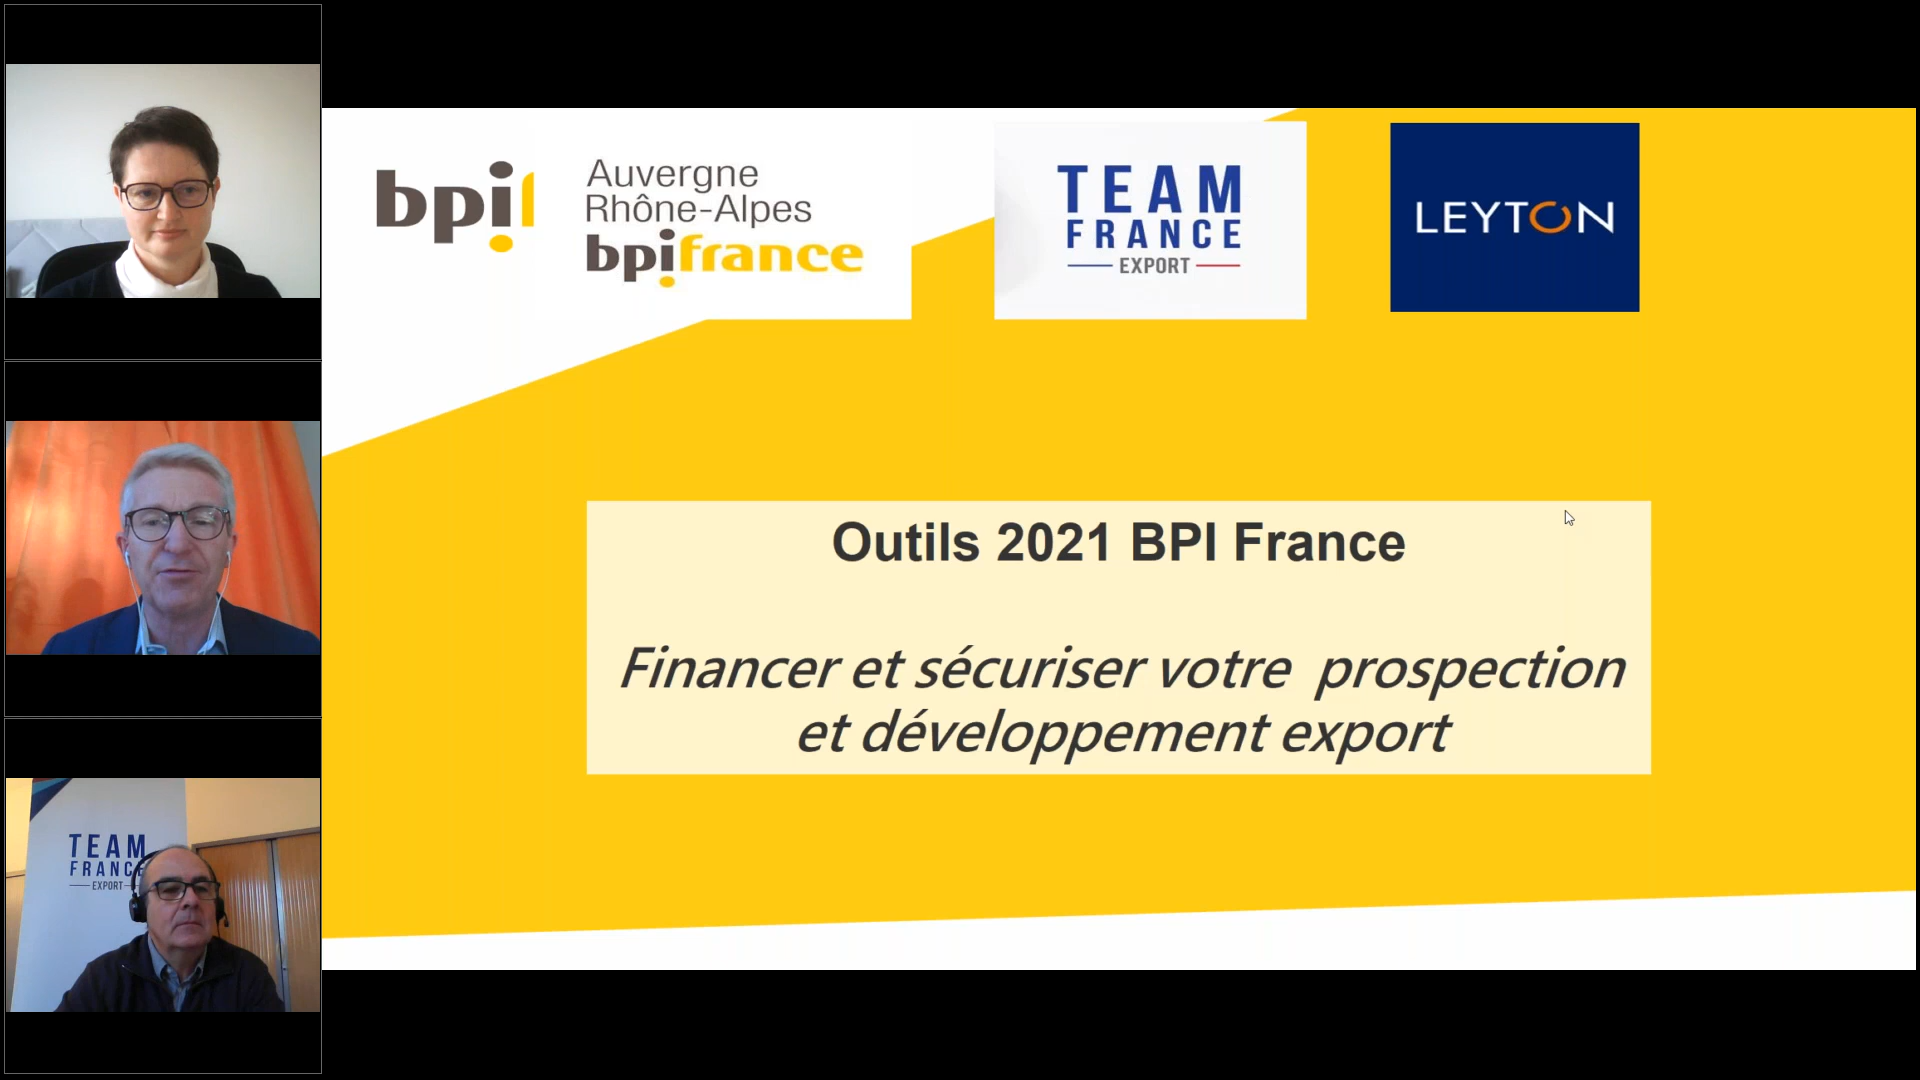 bpi
Auvergne
Rhône-Alpes
bpifrance
TEAM
FRANCE
EXPORT
LEYTON
Outils 2021 BPI France
Financer et sécuriser votre prospection
et développement export
TEAM
FRANCE
EXPORT